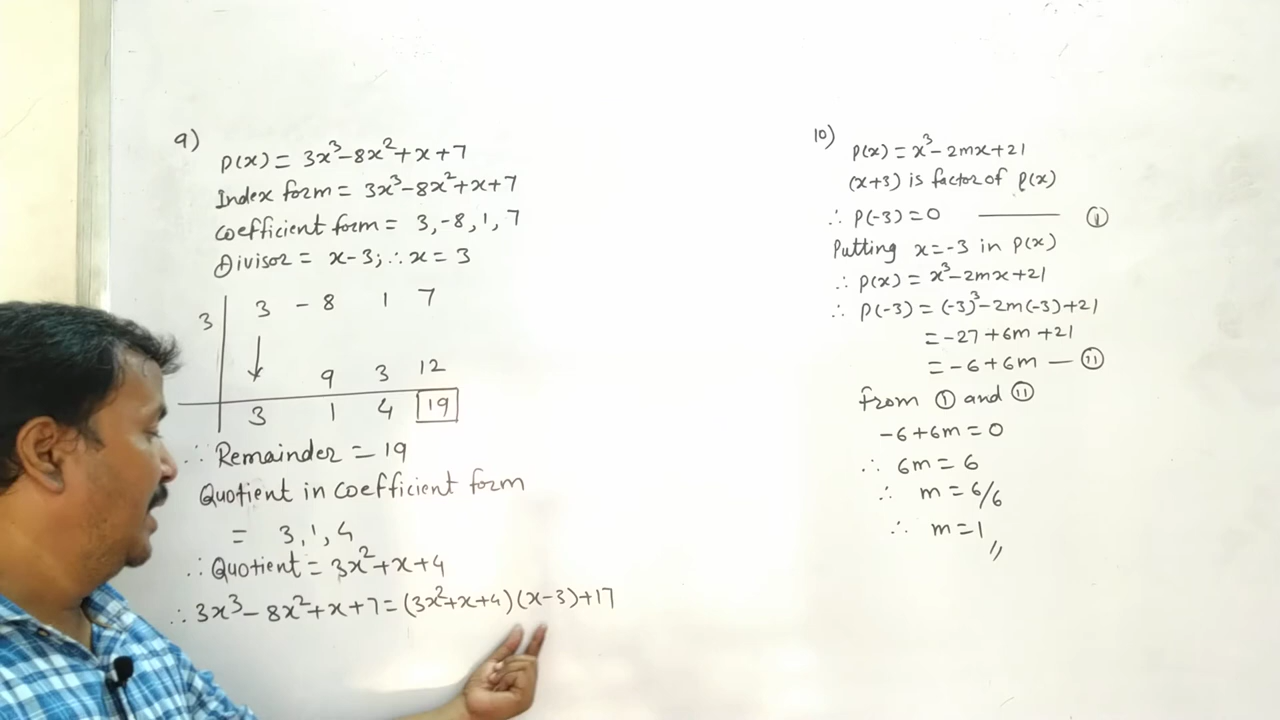 9)
p(x) = 3x³-8x²+x+7
Index form = 3x³-8x²+x+7
coefficient form = 3,-8,1,7
Divisor = x-3; ∴ x = 3
3 | 3 -8 1 7
↓ 9 3 12
3 1 4 19
∴ Remainder = 19
Quotient in coefficient form
= 3,1,4
∴ Quotient = 3x²+x+4
∴ 3x³-8x²+x+7 = (3x²+x+4)(x-3)+17
10)
p(x) = x³-2mx+21
(x+3) is factor of p(x)
∴ p(-3) = 0 —— Ⓘ
Putting x=-3 in p(x)
∴ p(x) = x³-2mx+21
∴ p(-3) = (-3)³-2m(-3)+21
= -27+6m+21
= -6+6m — Ⓘ Ⓘ
from Ⓘ and ⒾⒾ
-6+6m = 0
∴ 6m = 6
∴ m = 6/6
∴ m = 1 //